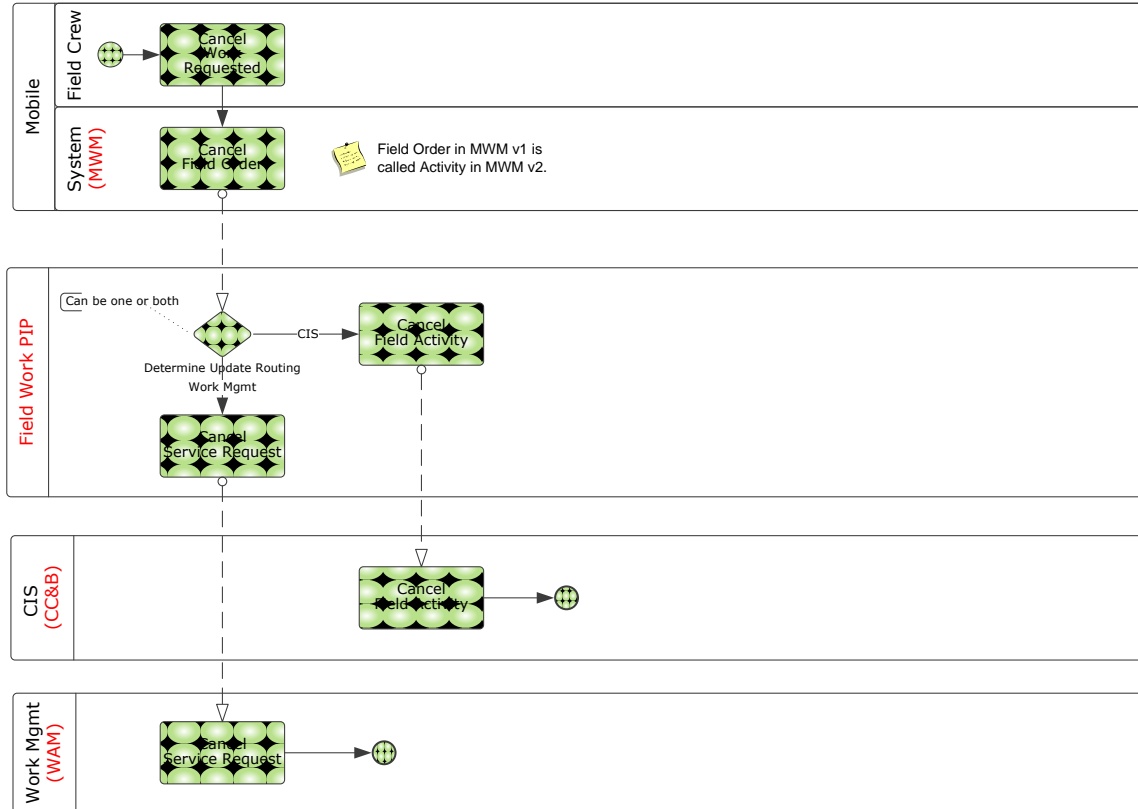 Mobile
Field Crew
Cancel
Work
Requested
System
(MWM)
Cancel
Field Order
Field Order in MWM v1 is
called Activity in MWM v2.
Field Work PIP
Can be one or both
CIS
Cancel
Field Activity
Determine Update Routing
Work Mgmt
Cancel
Service Request
CIS
(CC&B)
Cancel
Field Activity
Work Mgmt
(WAM)
Cancel
Service Request